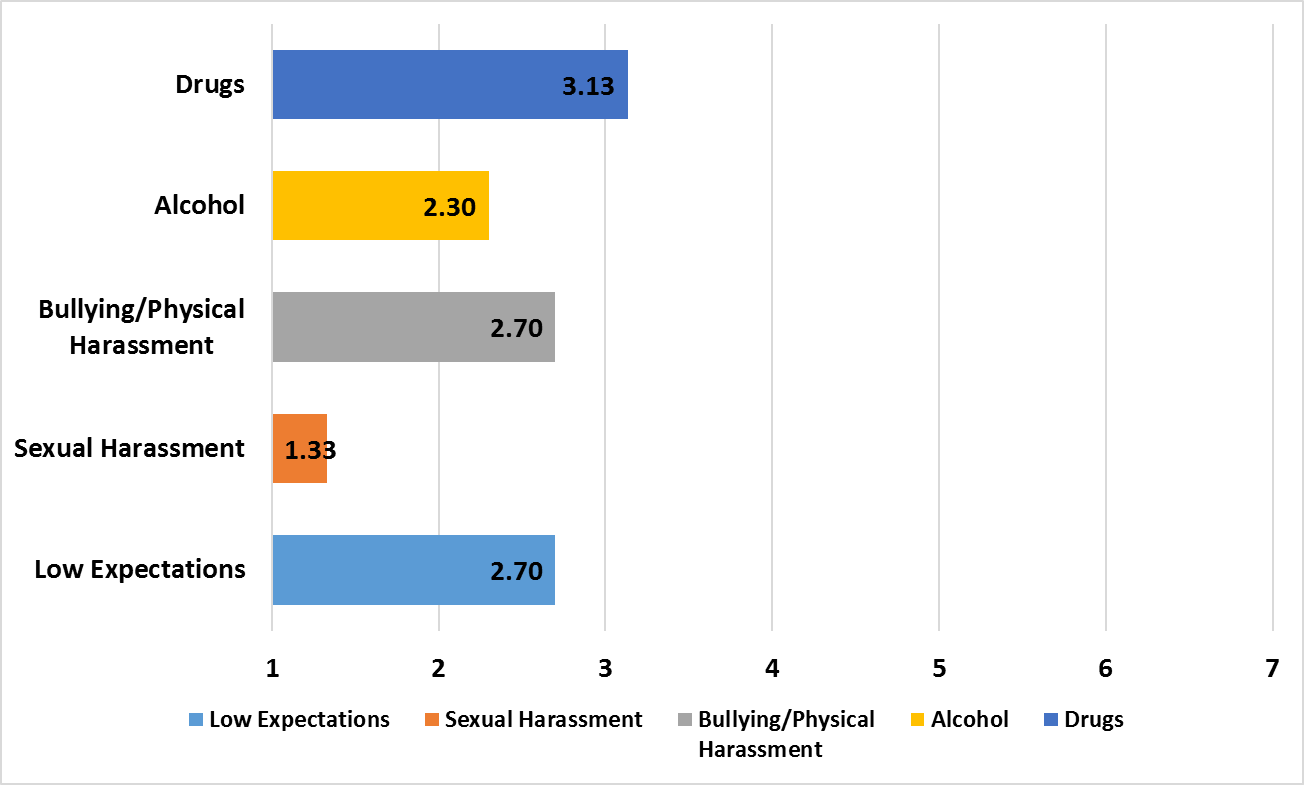 Drugs
3.13
Alcohol
2.30
Bullying/Physical
Harassment
2.70
Sexual Harassment
1.33
Low Expectations
2.70
1 2 3 4 5 6 7
Low Expectations Sexual Harassment Bullying/Physical Alcohol Drugs
Harassment